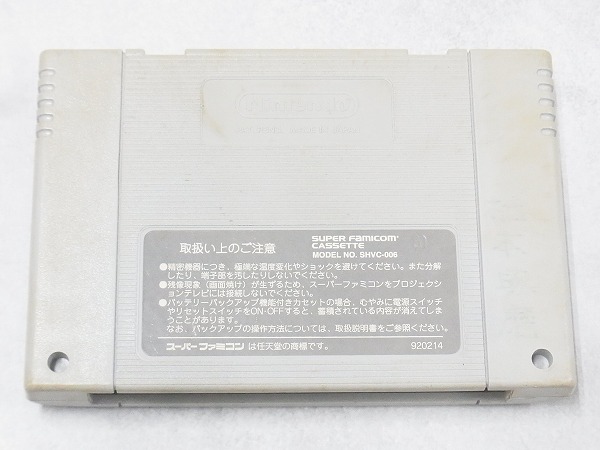 Nintendo
取扱い上のご注意
SUPER FAMICOM
CASSETTE
MODEL NO. SHVC-006
●精密機器につき、極端な温度変化やショックを避けてください。また分解
したり、端子部を汚したりしないでください。
●残像現象（画面焼け）が生ずるため、スーパーファミコンをプロジェクシ
ョンテレビには接続しないでください。
●バッテリーバックアップ機能付きカセットの場合、むやみに電源スイッチ
やリセットスイッチをON・OFFすると、蓄積されている内容が消えてしま
うことがあります。
なお、バックアップの操作方法については、取扱説明書をご参照ください。
スーパーファミコンは任天堂の商標です。
920214